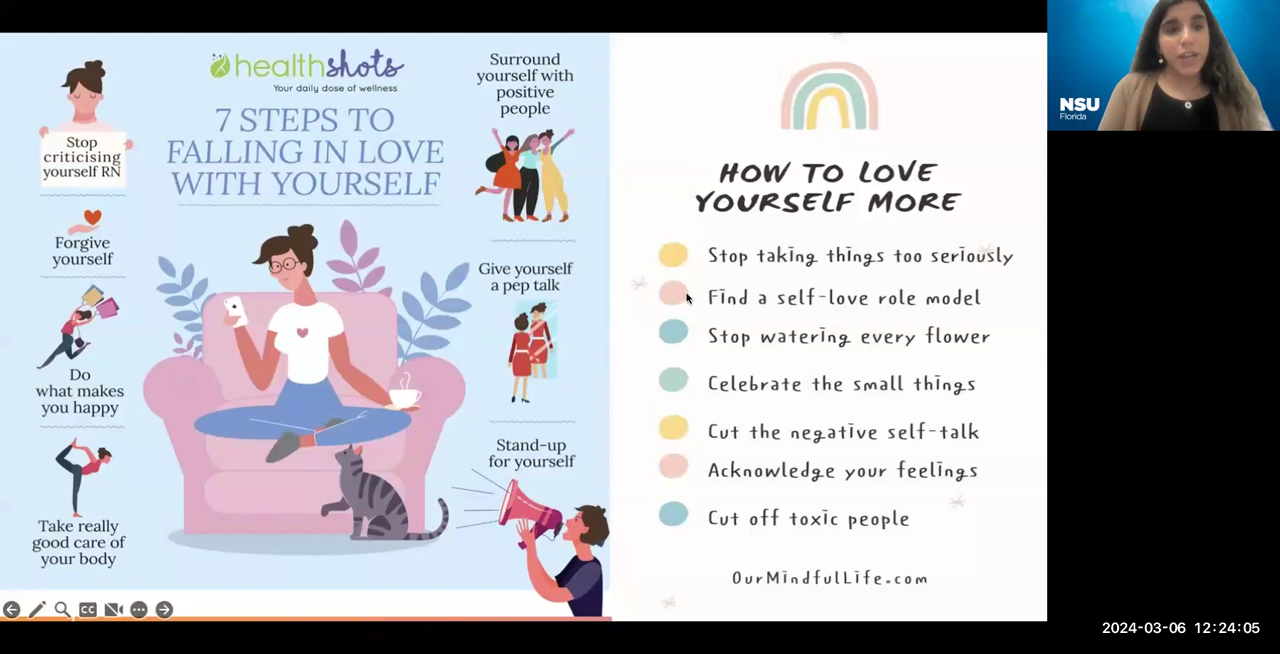 healthshots
Your daily dose of wellness
7 STEPS TO
FALLING IN LOVE
WITH YOURSELF
Stop
criticising
yourself RN
Forgive
yourself
Do
what makes
you happy
Take really
good care of
your body
Surround
yourself with
positive
people
Give yourself
a pep talk
Stand-up
for yourself
HOW TO LOVE
YOURSELF MORE
Stop taking things too seriously
Find a self-love role model
Stop watering every flower
Celebrate the small things
Cut the negative self-talk
Acknowledge your feelings
Cut off toxic people
OurMindfulLife.com
NSU
Florida
CC
2024-03-06 12:24:05